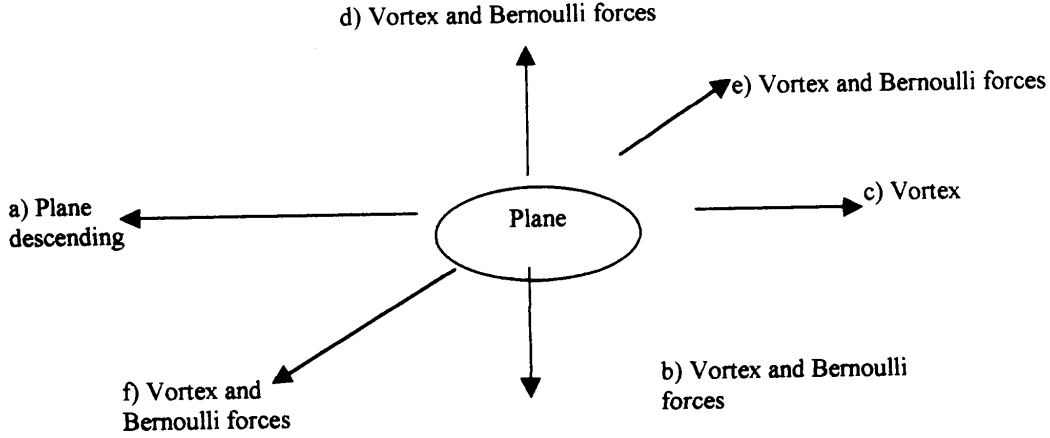 d) Vortex and Bernoulli forces
e) Vortex and Bernoulli forces
a) Plane
descending
Plane
c) Vortex
f) Vortex and
Bernoulli forces
b) Vortex and Bernoulli
forces